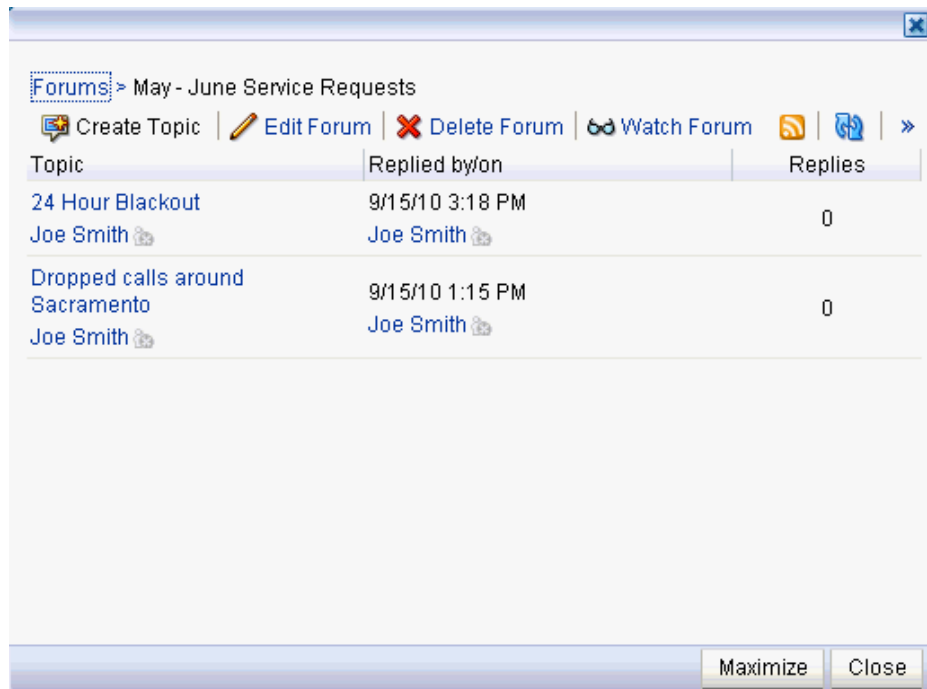 Forums > May - June Service Requests
Create Topic | Edit Forum | Delete Forum | Watch Forum | | »
Topic Replied by/on Replies
24 Hour Blackout 9/15/10 3:18 PM 0
Joe Smith Joe Smith
Dropped calls around
Sacramento 9/15/10 1:15 PM 0
Joe Smith Joe Smith
Maximize Close